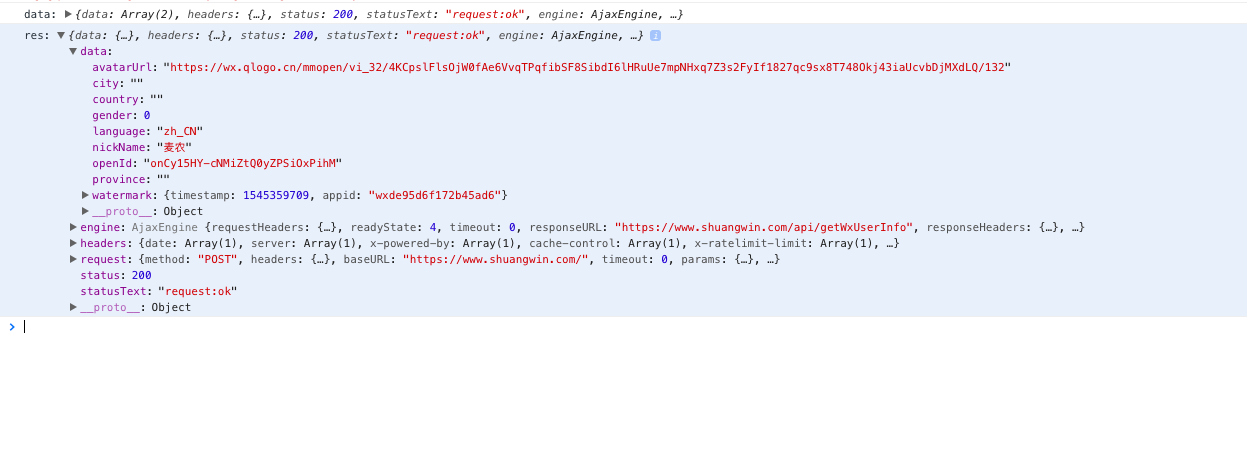 data: ▶{data: Array(2), headers: {…}, status: 200, statusText: "request:ok", engine: AjaxEngine, …}
res: ▼{data: {…}, headers: {…}, status: 200, statusText: "request:ok", engine: AjaxEngine, …} i
▼data:
avatarUrl: "https://wx.qlogo.cn/mmopen/vi_32/4KCpslFlsOjW0fAe6VvqTPqfibSF8SibdI6lHRuUe7mpNHxq7Z3s2FyIf1827qc9sx8T748Okj43iaUcvbDjMXdLQ/132"
city: ""
country: ""
gender: 0
language: "zh_CN"
nickName: "麦农"
openId: "onCy15HY-cNMiZtQ0yZPSiOxPihM"
province: ""
▶watermark: {timestamp: 1545359709, appid: "wxde95d6f172b45ad6"}
▶__proto__: Object
▶engine: AjaxEngine {requestHeaders: {…}, readyState: 4, timeout: 0, responseURL: "https://www.shuangwin.com/api/getWxUserInfo", responseHeaders: {…}, …}
▶headers: {date: Array(1), server: Array(1), x-powered-by: Array(1), cache-control: Array(1), x-ratelimit-limit: Array(1), …}
▶request: {method: "POST", headers: {…}, baseURL: "https://www.shuangwin.com/", timeout: 0, params: {…}, …}
status: 200
statusText: "request:ok"
▶__proto__: Object